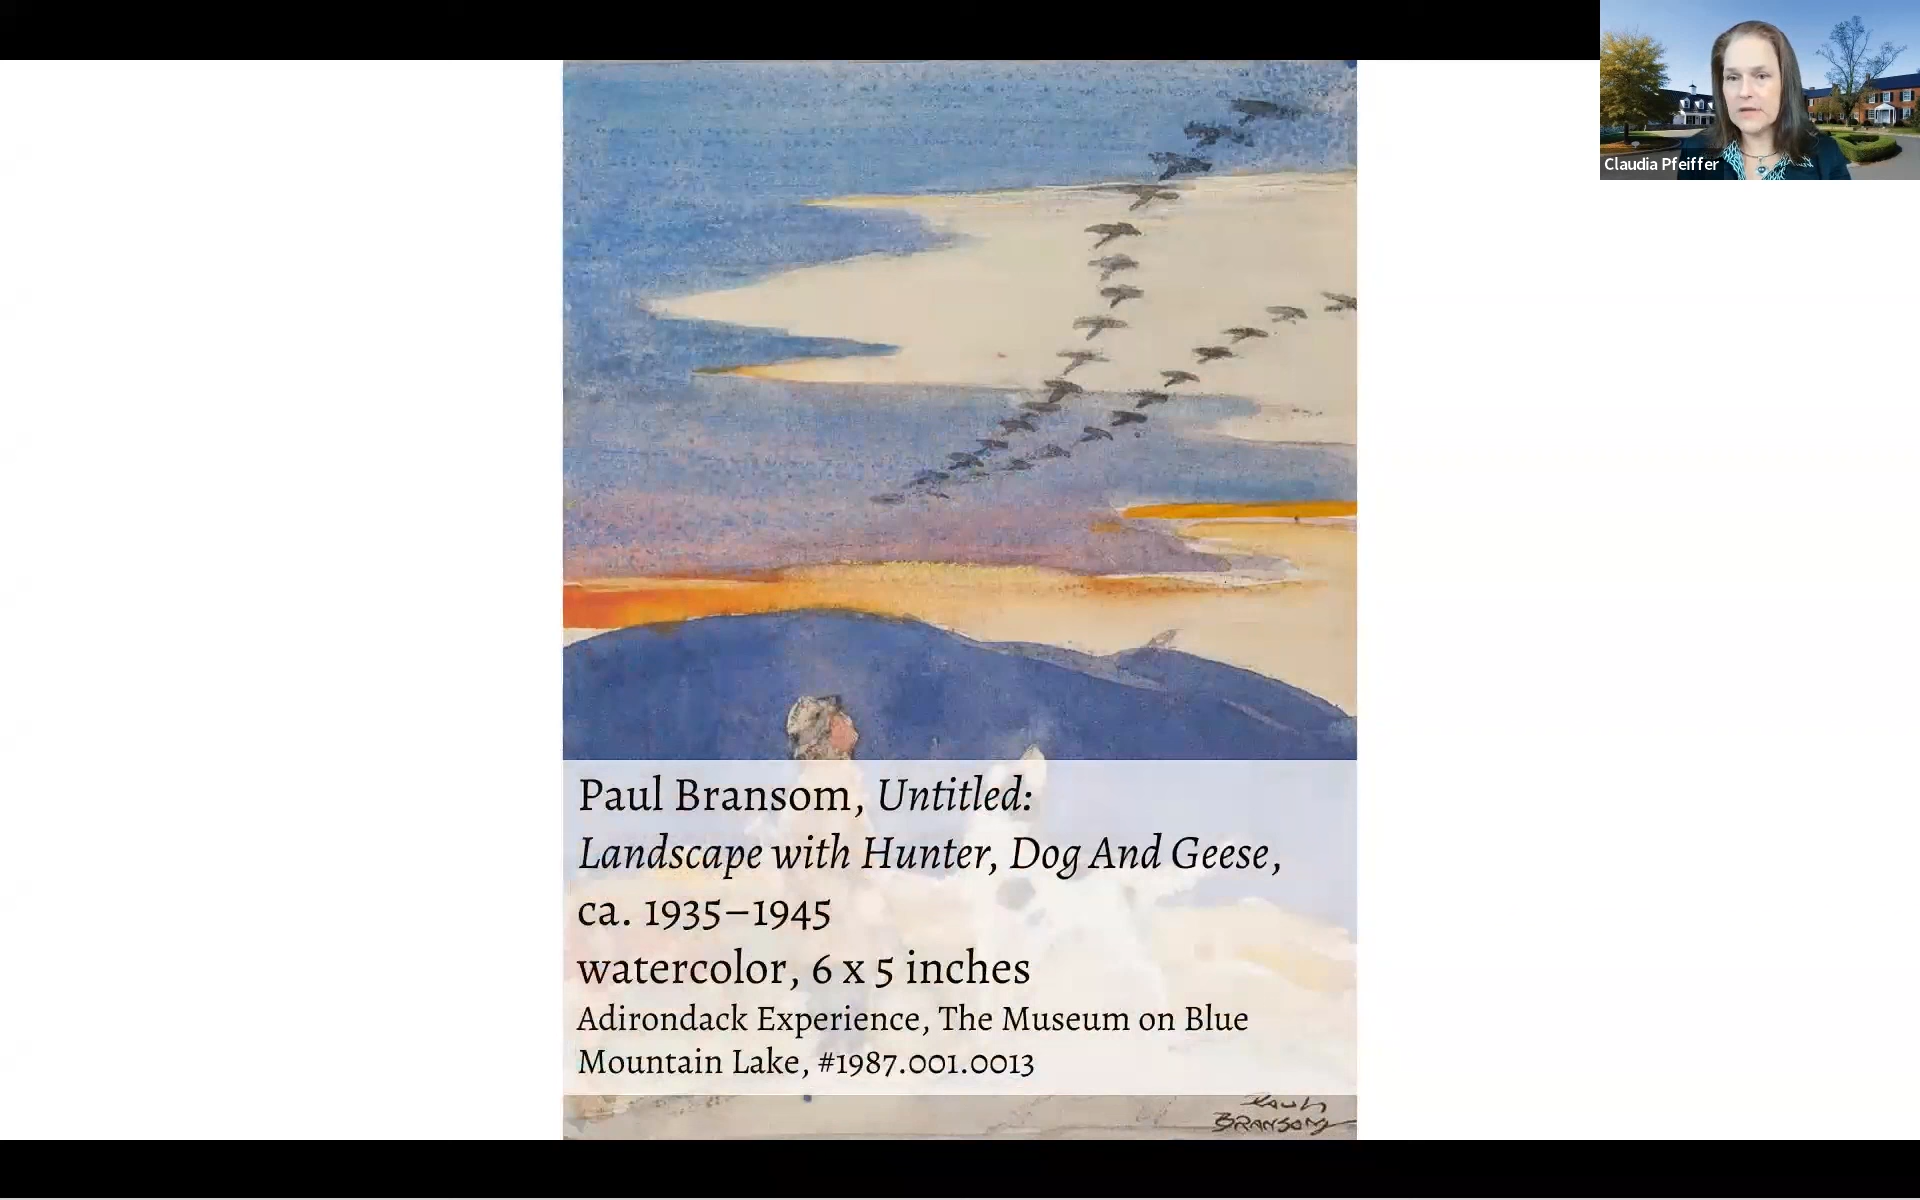 Claudia Pfeiffer
Paul Bransom, Untitled:
Landscape with Hunter, Dog And Geese,
ca. 1935–1945
watercolor, 6 x 5 inches
Adirondack Experience, The Museum on Blue
Mountain Lake, #1987.001.0013
Paul
BRANSOM